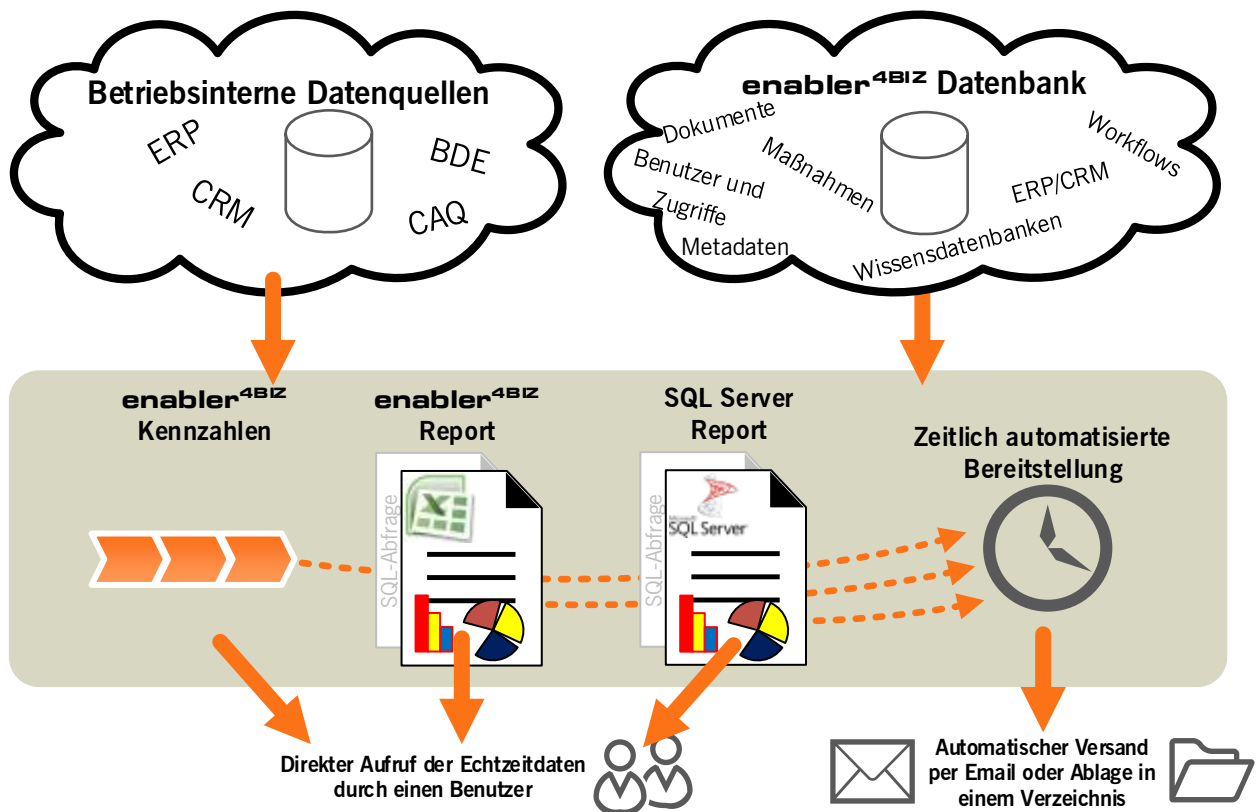 Betriebsinterne Datenquellen
ERP
BDE
CRM
CAQ
enabler4BIZ Datenbank
Dokumente
Workflows
Maßnahmen
Benutzer und
Zugriffe
ERP/CRM
Metadaten
Wissensdatenbanken
enabler4BIZ
Kennzahlen
enabler4BIZ
Report
SQL Server
Report
Zeitlich automatisierte
Bereitstellung
SQL-Abfrage
SQL-Abfrage
Microsoft
SQL Server
Direkter Aufruf der Echtzeitdaten
durch einen Benutzer
Automatischer Versand
per Email oder Ablage in
einem Verzeichnis